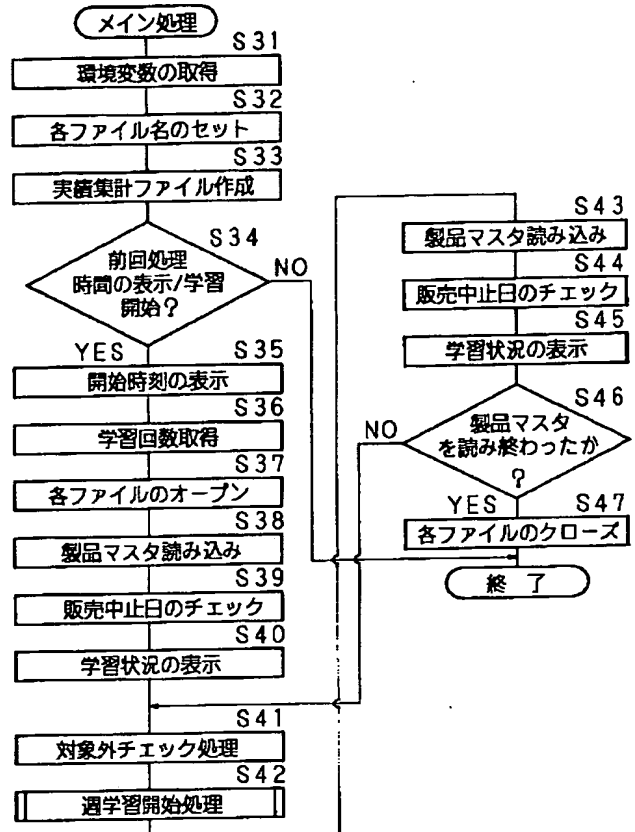 メイン処理
S31
環境変数の取得
S32
各ファイル名のセット
S33
実績集計ファイル作成
S34
前回処理
時間の表示/学習
開始?
NO
YES
S35
開始時刻の表示
S36
学習回数取得
S37
各ファイルのオープン
S38
製品マスタ読み込み
S39
販売中止日のチェック
S40
学習状況の表示
S41
対象外チェック処理
S42
週学習開始処理
S43
製品マスタ読み込み
S44
販売中止日のチェック
S45
学習状況の表示
S46
製品マスタ
を読み終わったか
?
NO
YES
S47
各ファイルのクローズ
終 了